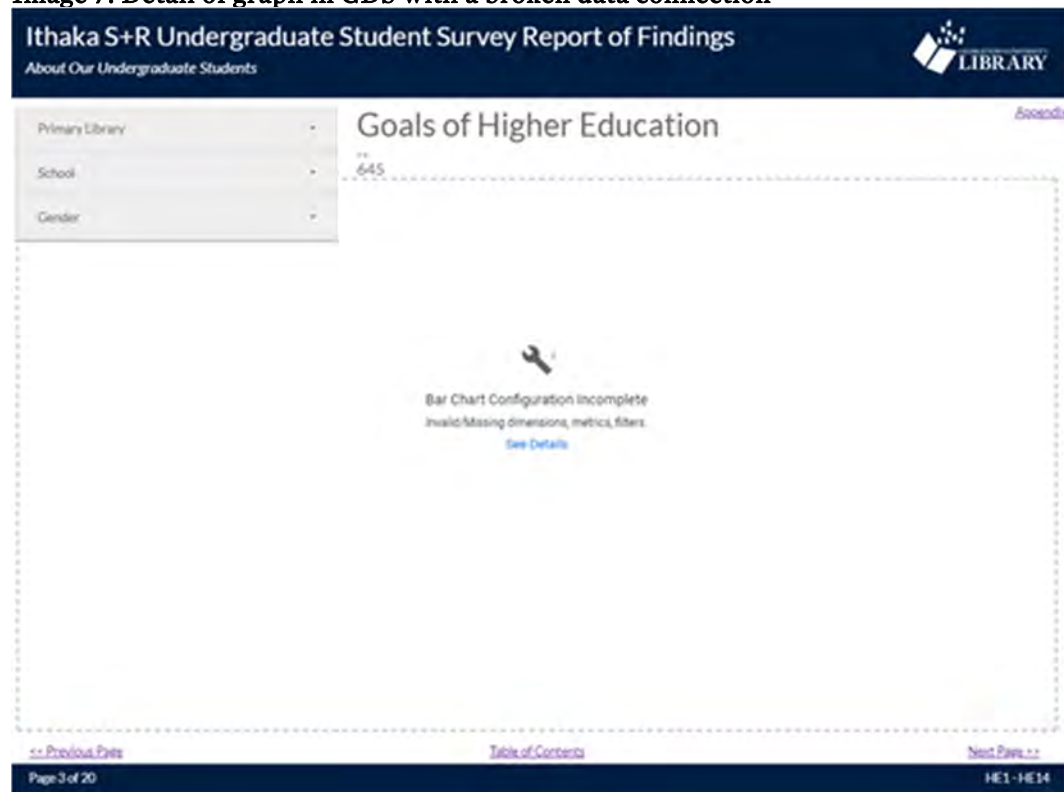 Image 7: Detail of graph in GDS with a broken data connection
Ithaka S+R Undergraduate Student Survey Report of Findings
About Our Undergraduate Students
LIBRARY
Appendix
Primary Library
School
Gender
Goals of Higher Education
645
Bar Chart Configuration Incomplete
Invalid/Missing dimensions, metrics, filters.
See Details
<< Previous Page
Table of Contents
Next Page >>
Page 3 of 20
HE1-HE14